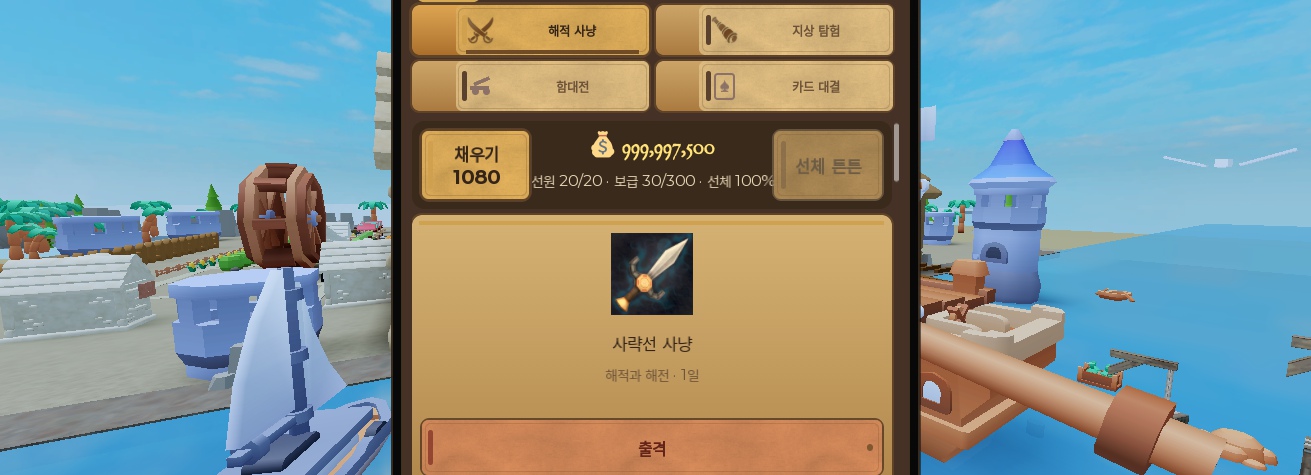 해적 사냥
지상 탐험
함대전
카드 대결
채우기
1080
999,997,500
선원 20/20 · 보급 30/300 · 선체 100%
선체 튼튼
사략선 사냥
해적과 해전 · 1일
출격